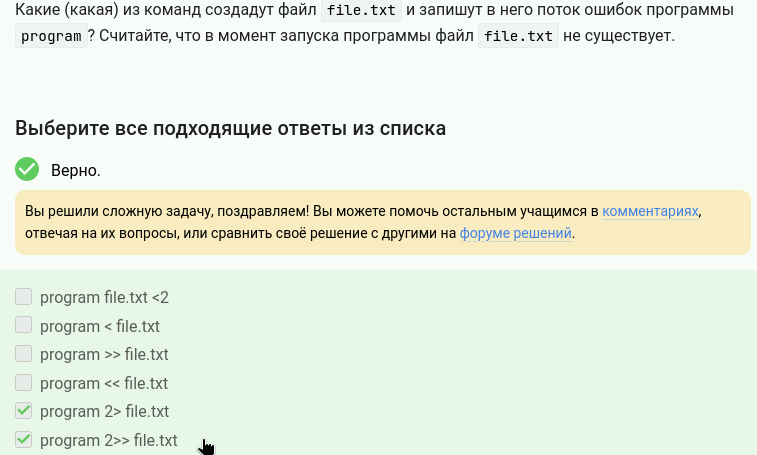 Какие (какая) из команд создадут файл file.txt и запишут в него поток ошибок программы
program? Считайте, что в момент запуска программы файл file.txt не существует.
Выберите все подходящие ответы из списка
Верно.
Вы решили сложную задачу, поздравляем! Вы можете помочь остальным учащимся в комментариях,
отвечая на их вопросы, или сравнить своё решение с другими на форуме решений.
program file.txt <2
program < file.txt
program >> file.txt
program << file.txt
program 2> file.txt
program 2>> file.txt